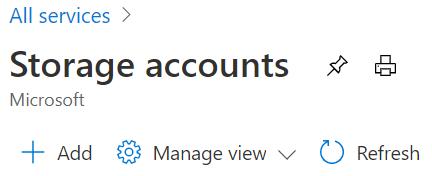 All services
Storage accounts
Microsoft
Add Manage view Refresh